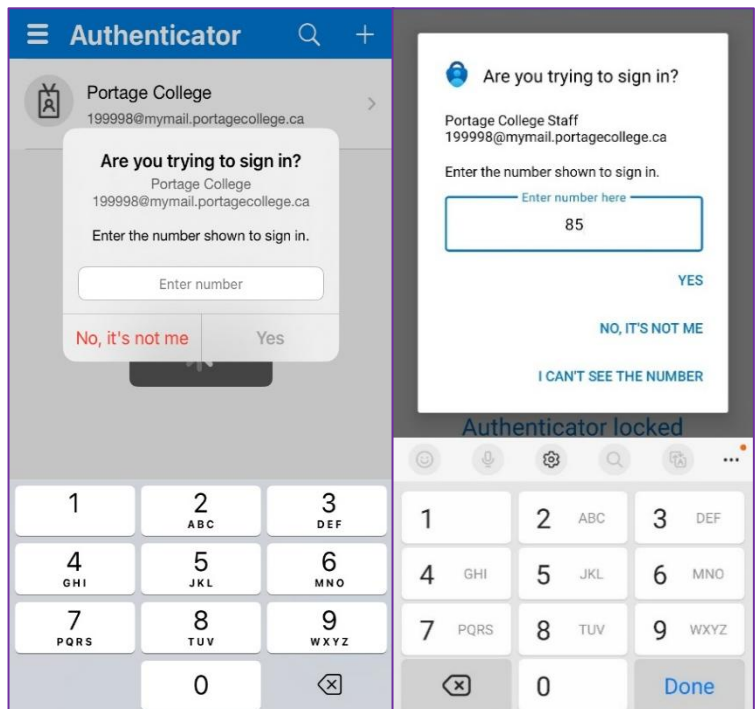 Authenticator
Portage College
199998@mymail.portagecollege.ca
Are you trying to sign in?
Portage College
199998@mymail.portagecollege.ca
Enter the number shown to sign in.
Enter number
No, it's not me
Yes
1
2
ABC
3
DEF
4
GHI
5
JKL
6
MNO
7
PQRS
8
TUV
9
WXYZ
0
Are you trying to sign in?
Portage College Staff
199998@mymail.portagecollege.ca
Enter the number shown to sign in.
Enter number here
85
YES
NO, IT'S NOT ME
I CAN'T SEE THE NUMBER
Authenticator locked
1
2 ABC
3 DEF
4 GHI
5 JKL
6 MNO
7 PQRS
8 TUV
9 WXYZ
0
Done